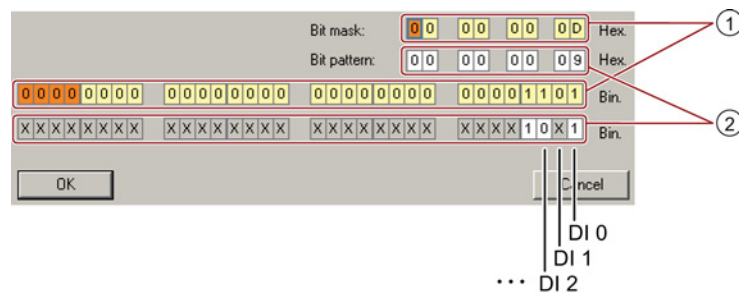 Bit mask: 0 0 0 0 0 0 0 D Hex.
Bit pattern: 0 0 0 0 0 0 0 9 Hex.
0 0 0 0 0 0 0 0 0 0 0 0 0 0 0 0 0 0 0 0 0 0 0 0 0 0 0 0 1 1 0 1 Bin.
X X X X X X X X X X X X X X X X X X X X X X X X X X X X 1 0 X 1 Bin.
1
2
OK
DI 0
DI 1
... DI 2